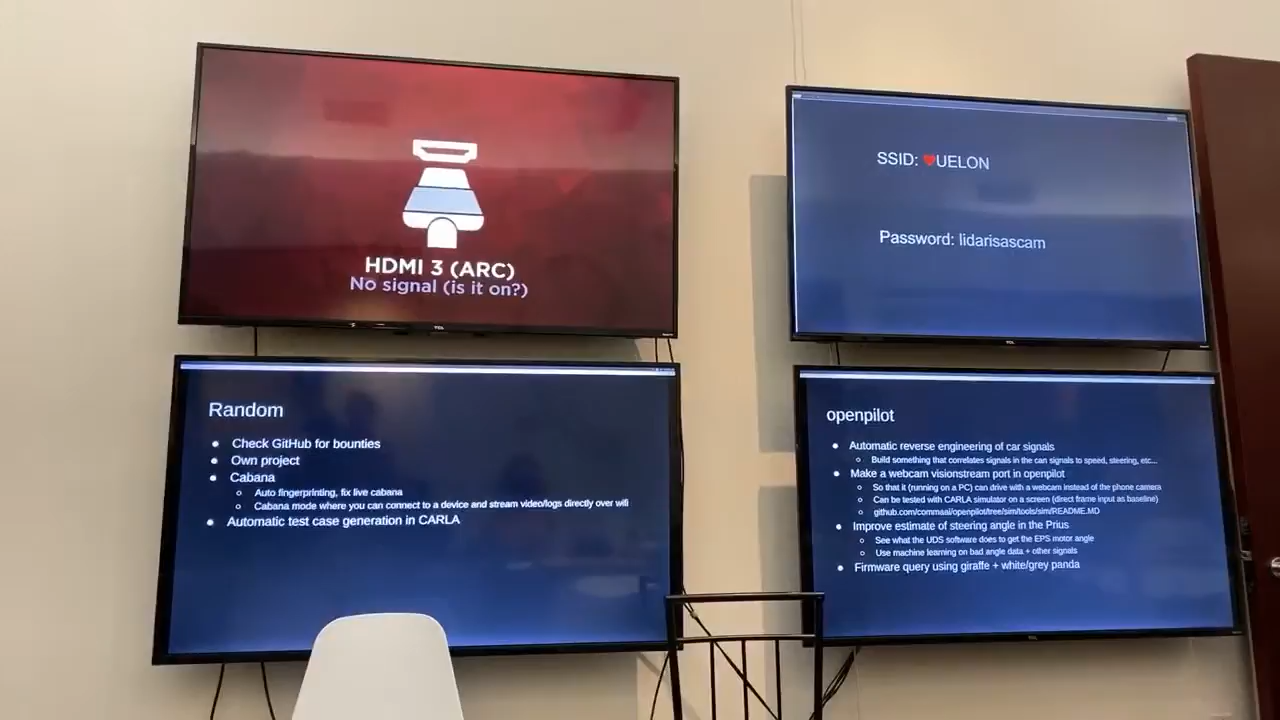 HDMI 3 (ARC)
No signal (is it on?)
TCL
SSID: ❤UELON
Password: lidarisascam
TCL
Random
● Check GitHub for bounties
● Own project
● Cabana
○ Auto fingerprinting, fix live cabana
○ Cabana mode where you can connect to a device and stream video/logs directly over wifi
● Automatic test case generation in CARLA
openpilot
● Automatic reverse engineering of car signals
○ Build something that correlates signals in the can signals to speed, steering, etc...
● Make a webcam visionstream port in openpilot
○ So that it (running on a PC) can drive with a webcam instead of the phone camera
○ Can be tested with CARLA simulator on a screen (direct frame input as baseline)
○ github.com/commaai/openpilot/tree/sim/tools/sim/README.MD
● Improve estimate of steering angle in the Prius
○ See what the UDS software does to get the EPS motor angle
○ Use machine learning on bad angle data + other signals
● Firmware query using giraffe + white/grey panda
TCL